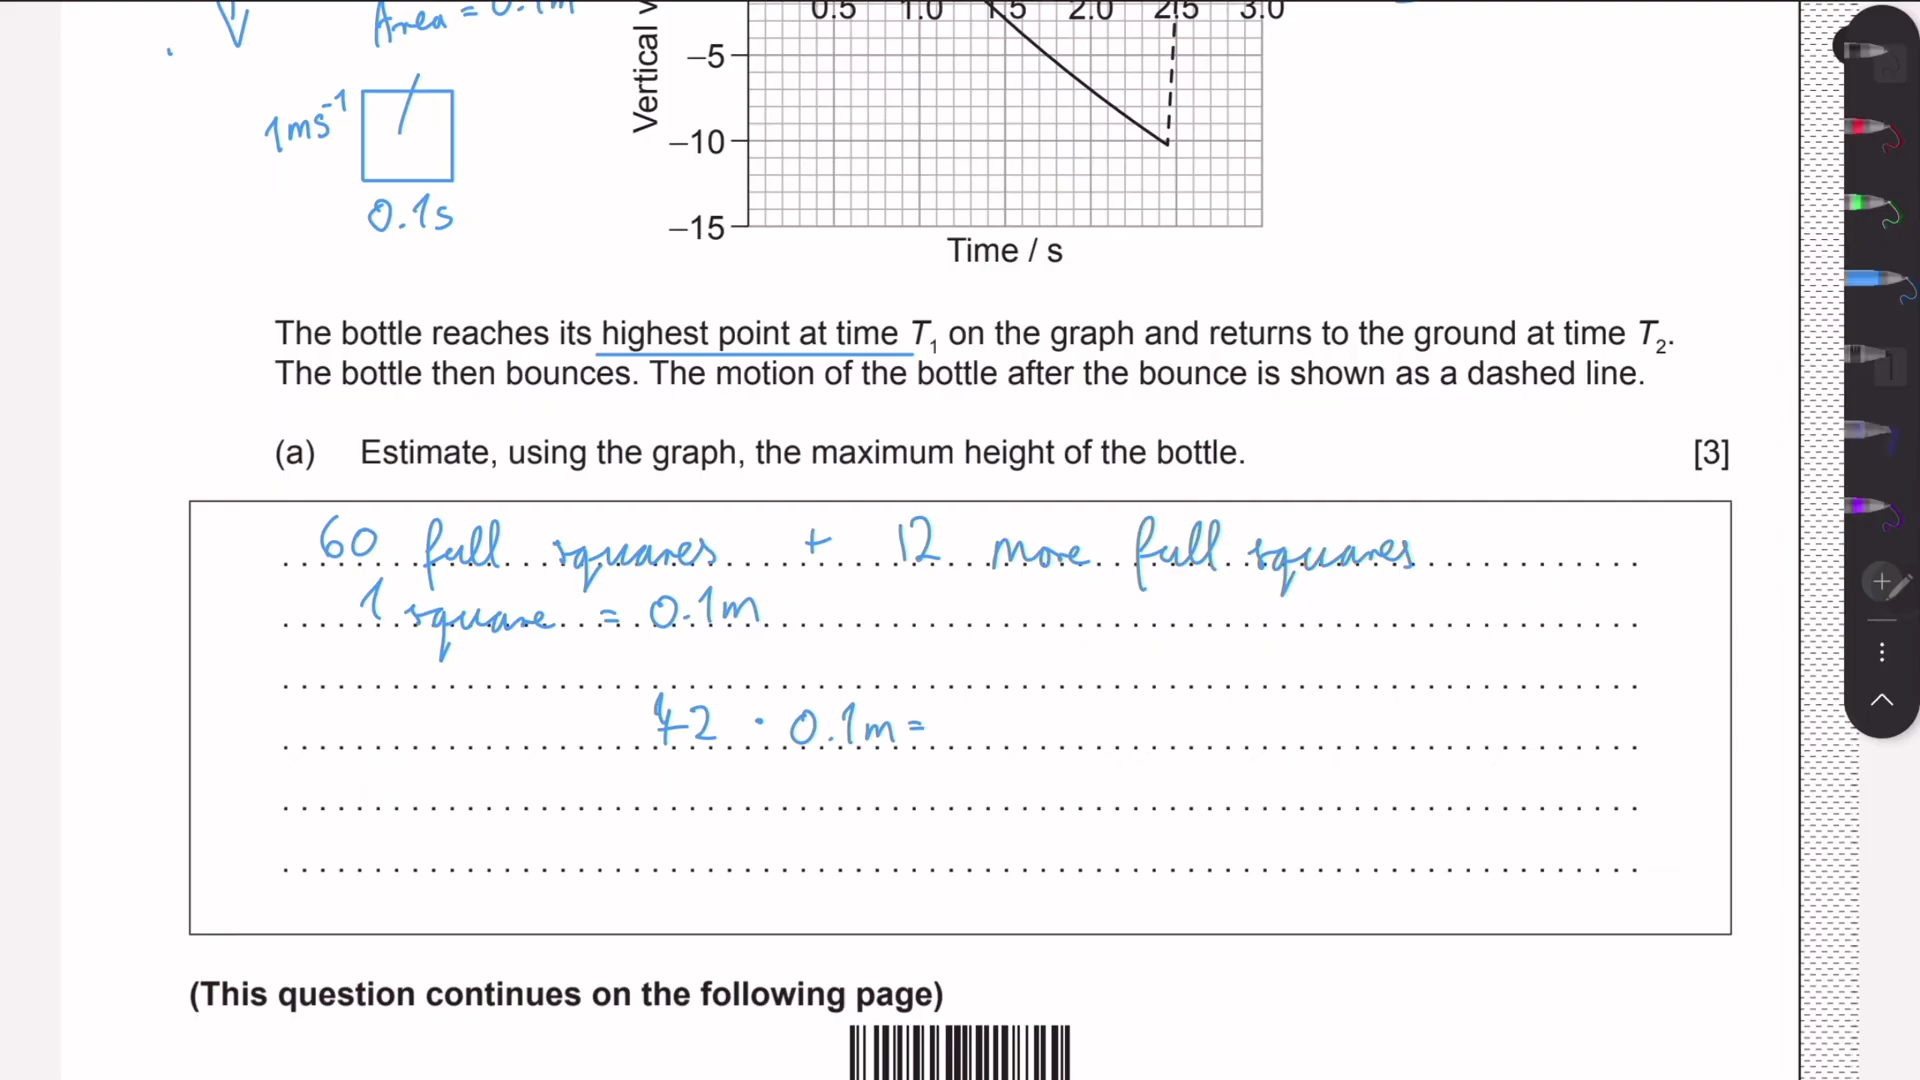 Area = 0.1m
1ms⁻¹
0.1s
0.5 1.0 1.5 2.0 2.5 3.0
Vertical v
–5
–10
–15
Time / s
The bottle reaches its highest point at time T₁ on the graph and returns to the ground at time T₂.
The bottle then bounces. The motion of the bottle after the bounce is shown as a dashed line.
(a) Estimate, using the graph, the maximum height of the bottle. [3]
60 full squares + 12 more full squares
1 square = 0.1m
72 · 0.1m =
(This question continues on the following page)